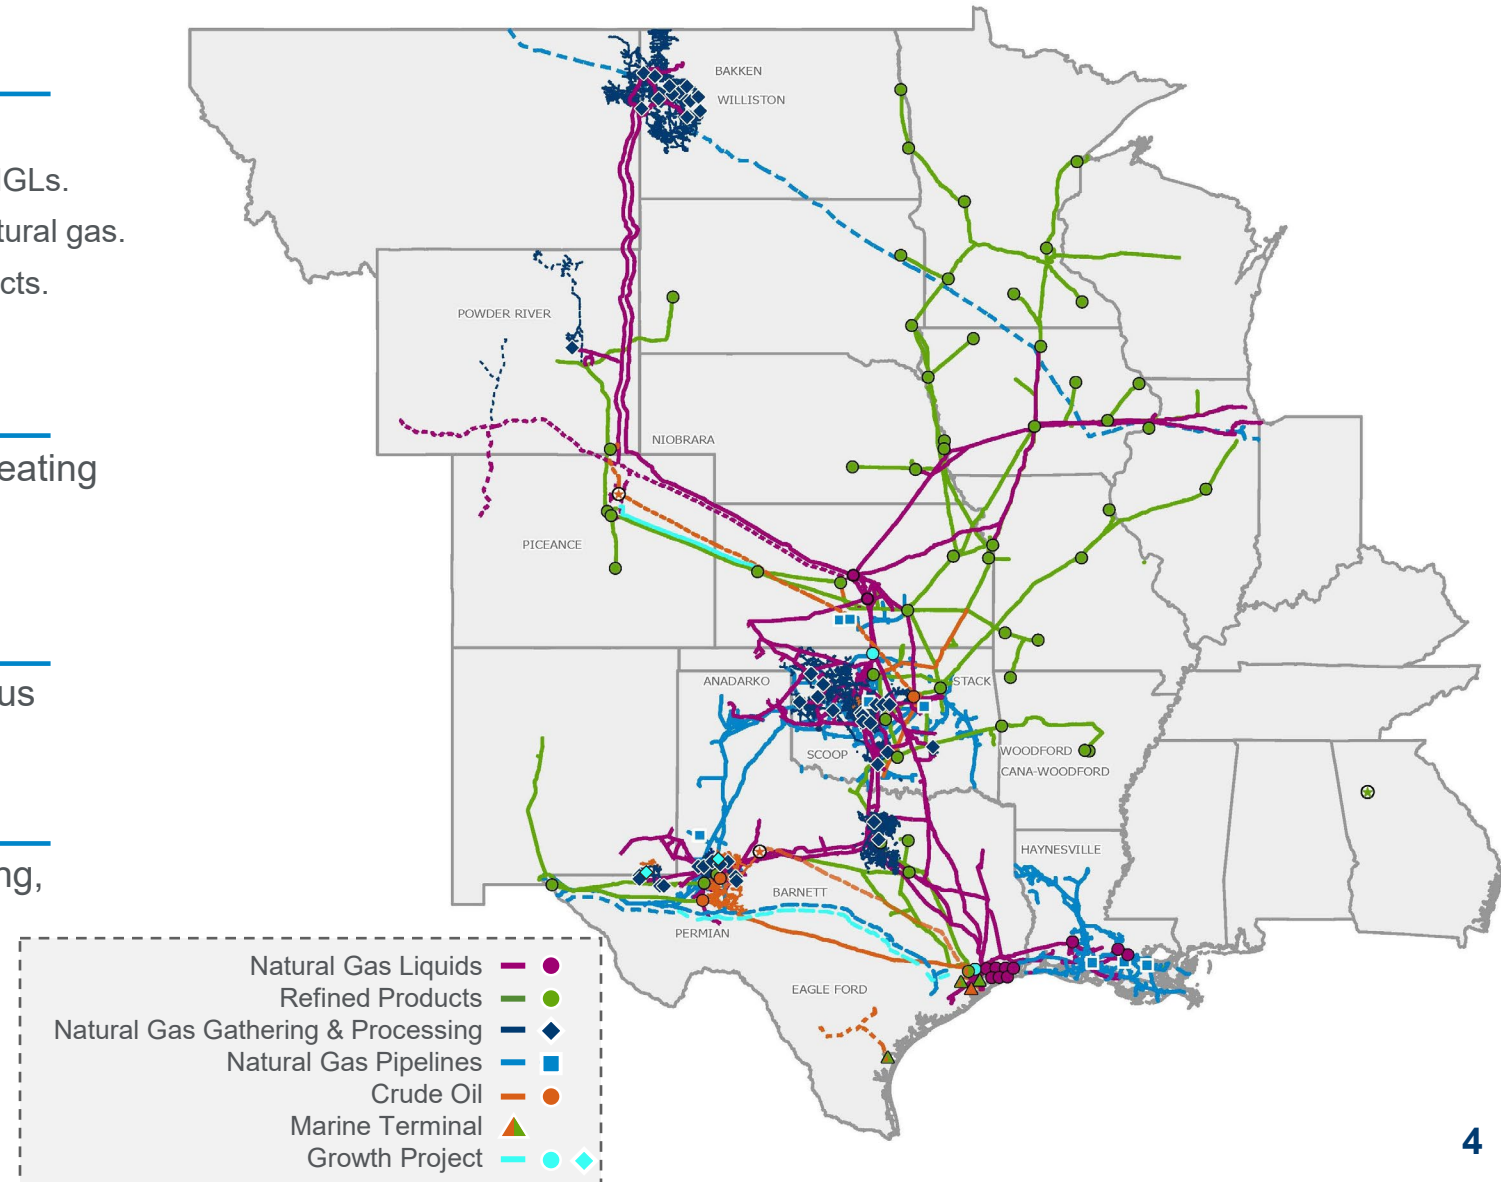 IGLs.
tural gas.
cts.
eating
us
ng,
BAKKEN
WILLISTON
POWDER RIVER
NIOBRARA
PICEANCE
ANADARKO
STACK
SCOOP
WOODFORD
CANA-WOODFORD
HAYNESVILLE
BARNETT
PERMIAN
EAGLE FORD
Natural Gas Liquids
Refined Products
Natural Gas Gathering & Processing
Natural Gas Pipelines
Crude Oil
Marine Terminal
Growth Project
4